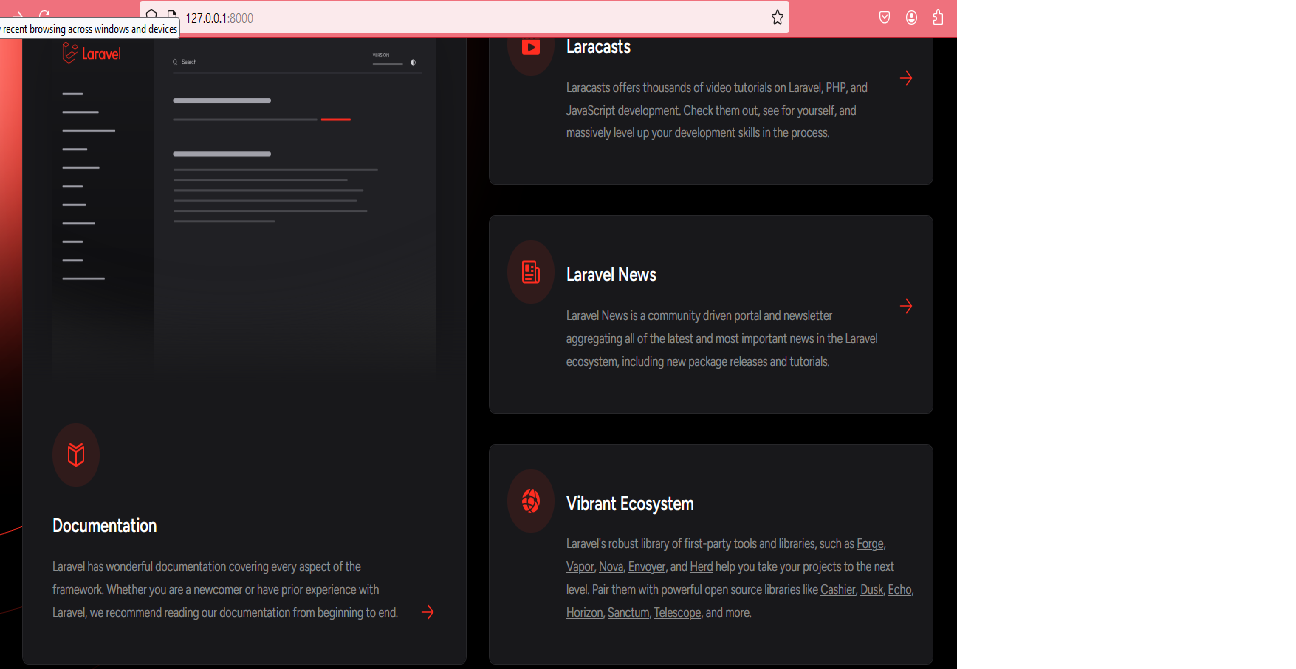 127.0.0.1:8000
recent browsing across windows and devices
Laravel
Search
VERSION
Documentation
Laravel has wonderful documentation covering every aspect of the
framework. Whether you are a newcomer or have prior experience with
Laravel, we recommend reading our documentation from beginning to end.
Laracasts
Laracasts offers thousands of video tutorials on Laravel, PHP, and
JavaScript development. Check them out, see for yourself, and
massively level up your development skills in the process.
Laravel News
Laravel News is a community driven portal and newsletter
aggregating all of the latest and most important news in the Laravel
ecosystem, including new package releases and tutorials.
Vibrant Ecosystem
Laravel's robust library of first-party tools and libraries, such as Forge,
Vapor, Nova, Envoyer, and Herd help you take your projects to the next
level. Pair them with powerful open source libraries like Cashier, Dusk, Echo,
Horizon, Sanctum, Telescope, and more.